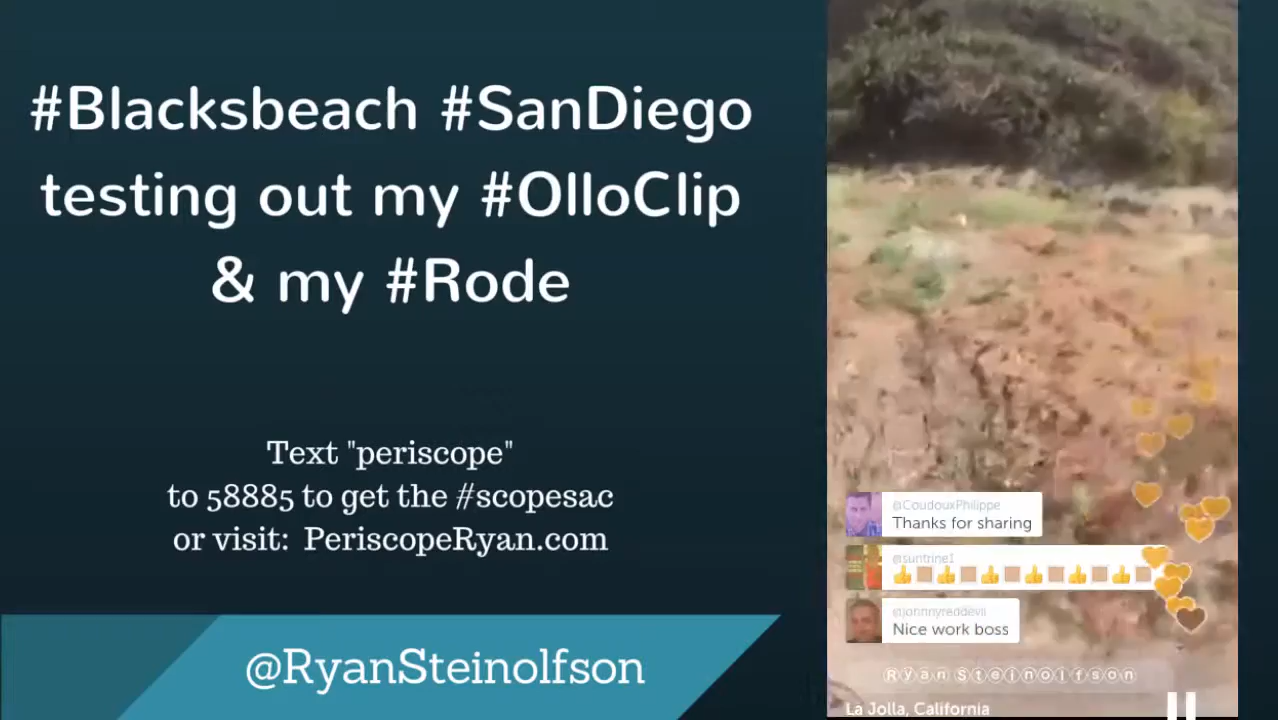 #Blacksbeach #SanDiego
testing out my #OlloClip
& my #Rode
Text "periscope"
to 58885 to get the #scopesac
or visit: PeriscopeRyan.com
@RyanSteinolfson
@CoudouxPhilippe
Thanks for sharing
@suntrine1
👍🏽👍🏽👍🏽👍🏽👍🏽👍🏽
@johnnyreddevil
Nice work boss
Ⓡⓨⓐⓝ Ⓢⓣⓔⓘⓝⓞⓛⓕⓢⓞⓝ
La Jolla, California